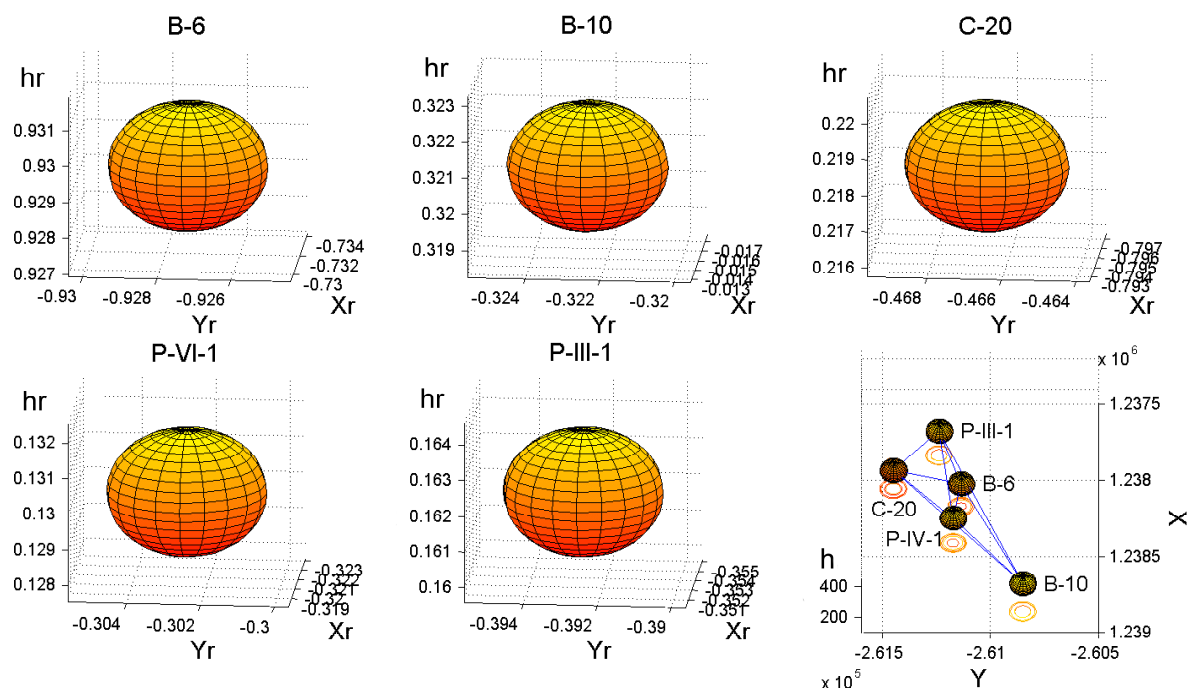 B-6
B-10
C-20
hr
0.931
0.93
0.929
0.928
0.927
-0.93
-0.928
-0.926
-0.734
-0.732
-0.73
Yr
Xr
hr
0.323
0.322
0.321
0.32
0.319
-0.324
-0.322
-0.32
-0.017
-0.016
-0.015
-0.014
-0.013
Yr
Xr
hr
0.22
0.219
0.218
0.217
0.216
-0.468
-0.466
-0.464
-0.797
-0.796
-0.795
-0.794
-0.793
Yr
Xr
P-VI-1
P-III-1
hr
0.132
0.131
0.13
0.129
0.128
-0.304
-0.302
-0.3
-0.323
-0.322
-0.321
-0.32
-0.319
Yr
Xr
hr
0.164
0.163
0.162
0.161
0.16
-0.394
-0.392
-0.39
-0.355
-0.354
-0.353
-0.352
-0.351
Yr
Xr
x 10 6
1.2375
P-III-1
B-6
1.238
C-20
P-IV-1
X
1.2385
h
B-10
400
200
1.239
-2.615
-2.61
-2.605
x 10 5
Y